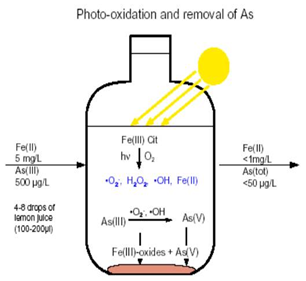 Photo-oxidation and removal of As
Fe(III) Cit
hν O₂
•O₂⁻, H₂O₂, •OH, Fe(II)
Fe(II)
5 mg/L
As(III)
500 μg/L
4-8 drops of
lemon juice
(100-200μl)
•O₂⁻, •OH
As(III) As(V)
Fe(III)-oxides + As(V)
Fe(II)
<1mg/L
As(tot)
<50 μg/L